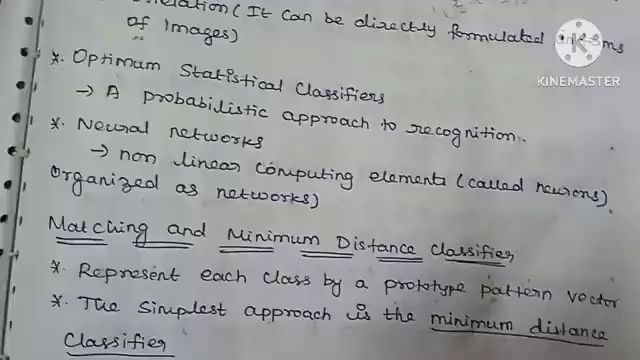 relation (It can be directly formulated in terms
of images)
*. Optimum Statistical Classifiers
→ A probabilistic approach to recognition.
*. Neural networks
→ non linear computing elements (called neurons)
organized as networks)
Matching and Minimum Distance classifier
*. Represent each class by a prototype pattern vector
*. The simplest approach is the minimum distance
classifier
KINEMASTER